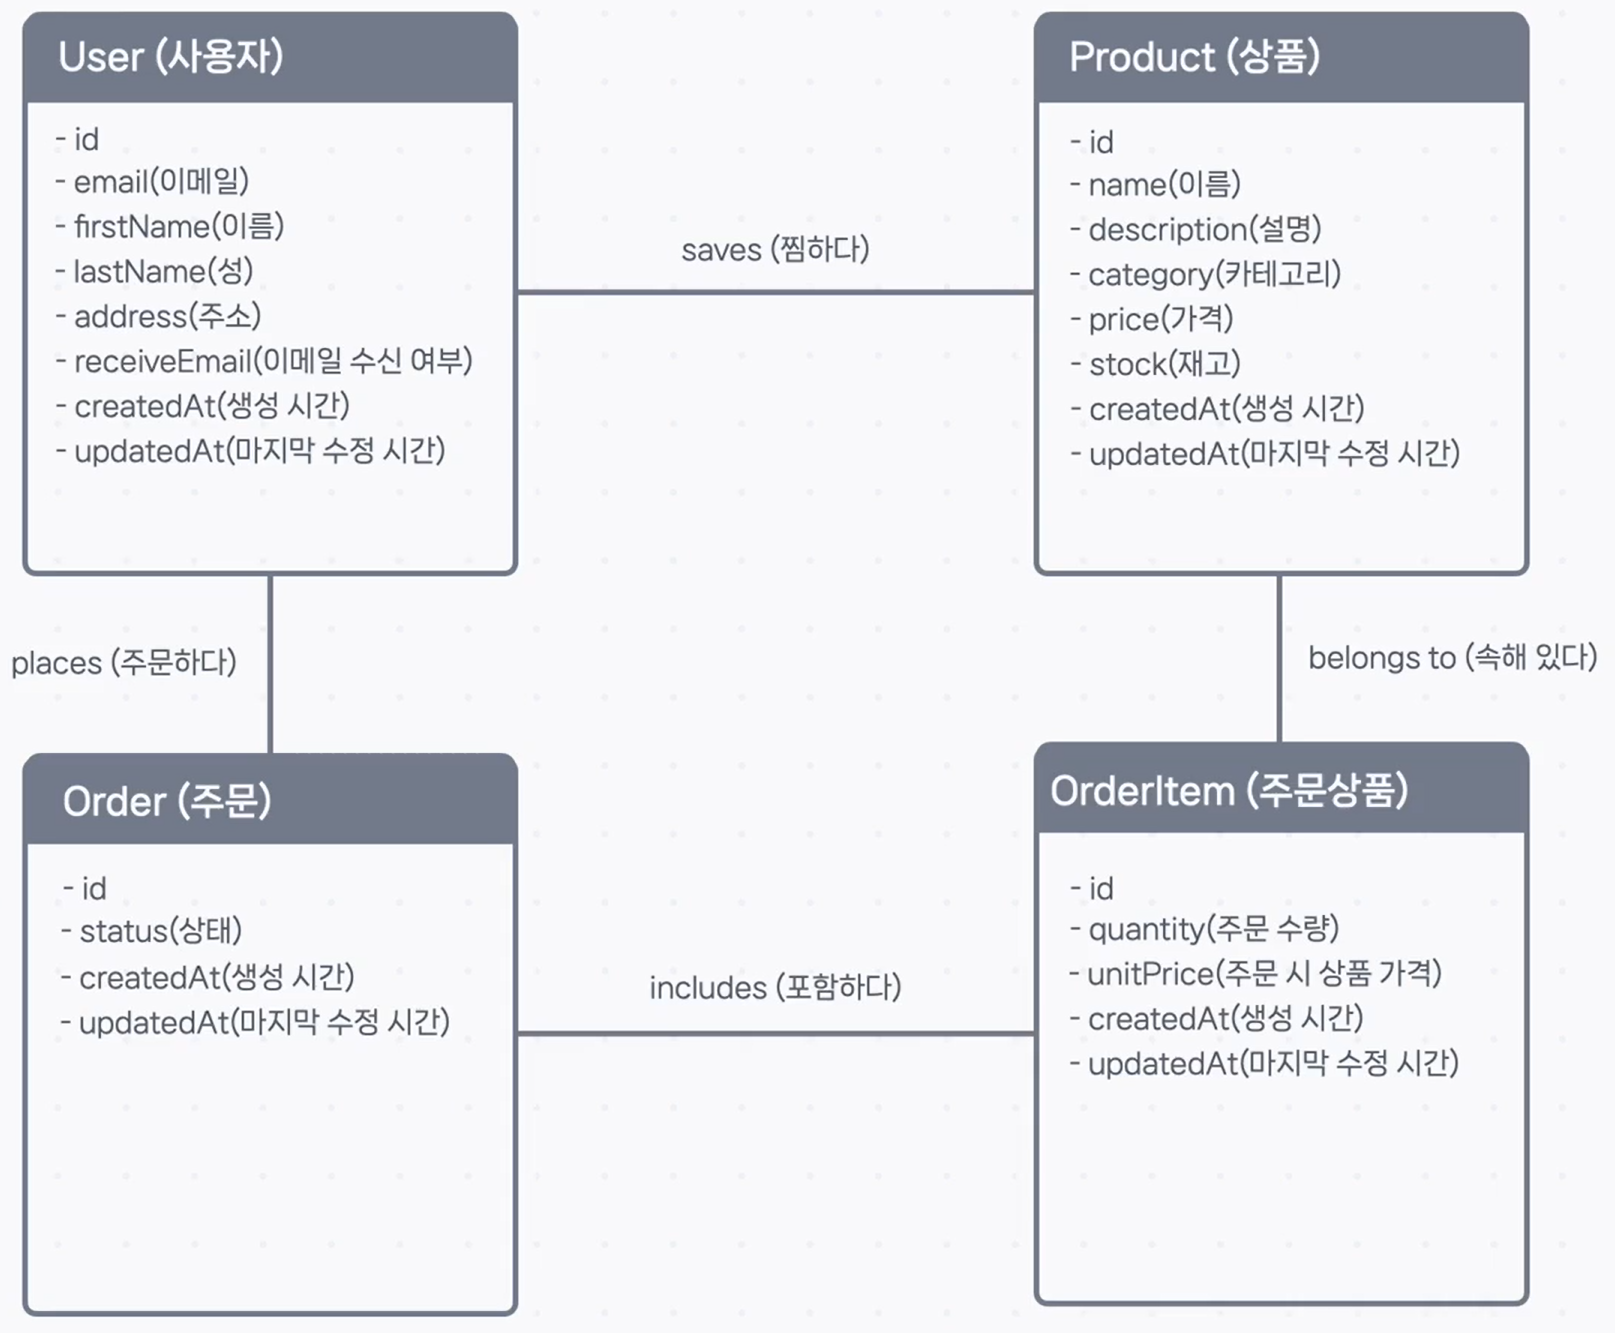 User (사용자)
- id
- email(이메일)
- firstName(이름)
- lastName(성)
- address(주소)
- receiveEmail(이메일 수신 여부)
- createdAt(생성 시간)
- updatedAt(마지막 수정 시간)
saves (찜하다)
Product (상품)
- id
- name(이름)
- description(설명)
- category(카테고리)
- price(가격)
- stock(재고)
- createdAt(생성 시간)
- updatedAt(마지막 수정 시간)
places (주문하다)
belongs to (속해 있다)
Order (주문)
- id
- status(상태)
- createdAt(생성 시간)
- updatedAt(마지막 수정 시간)
includes (포함하다)
OrderItem (주문상품)
- id
- quantity(주문 수량)
- unitPrice(주문 시 상품 가격)
- createdAt(생성 시간)
- updatedAt(마지막 수정 시간)